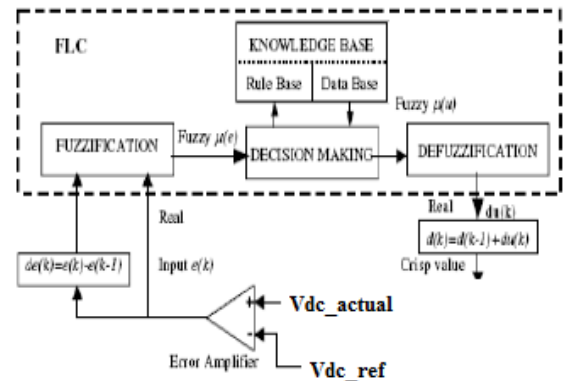 FLC
KNOWLEDGE BASE
Rule Base
Data Base
Fuzzy μ(u)
FUZZIFICATION
Fuzzy μ(e)
DECISION MAKING
DEFUZZIFICATION
Real
Real
du(k)
de(k)=e(k)-e(k-1)
Input e(k)
d(k)=d(k-1)+du(k)
Crisp value
+
Vdc_actual
-
Error Amplifier
Vdc_ref